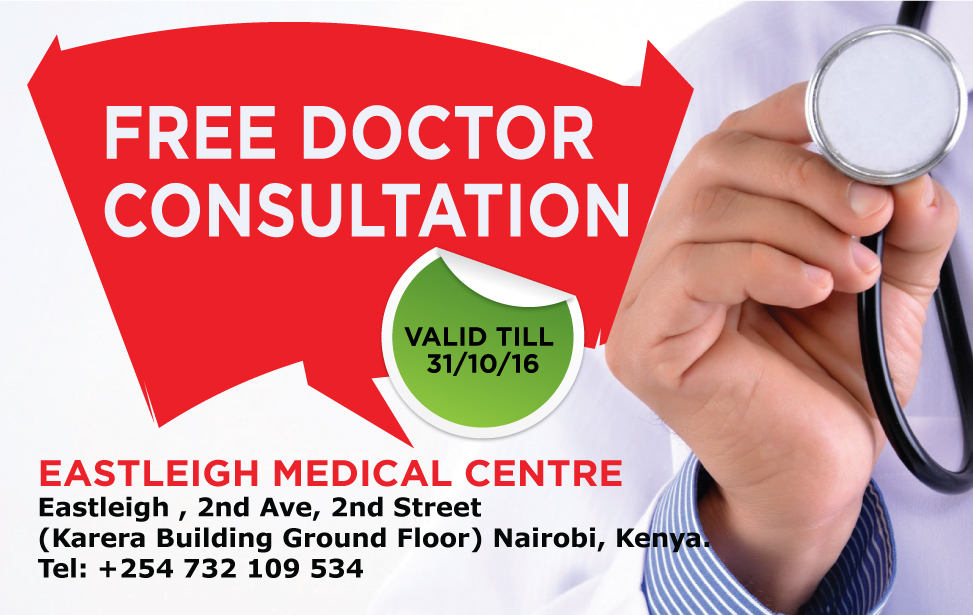 FREE DOCTOR
CONSULTATION
VALID TILL
31/10/16
EASTLEIGH MEDICAL CENTRE
Eastleigh , 2nd Ave, 2nd Street
(Karera Building Ground Floor) Nairobi, Kenya.
Tel: +254 732 109 534